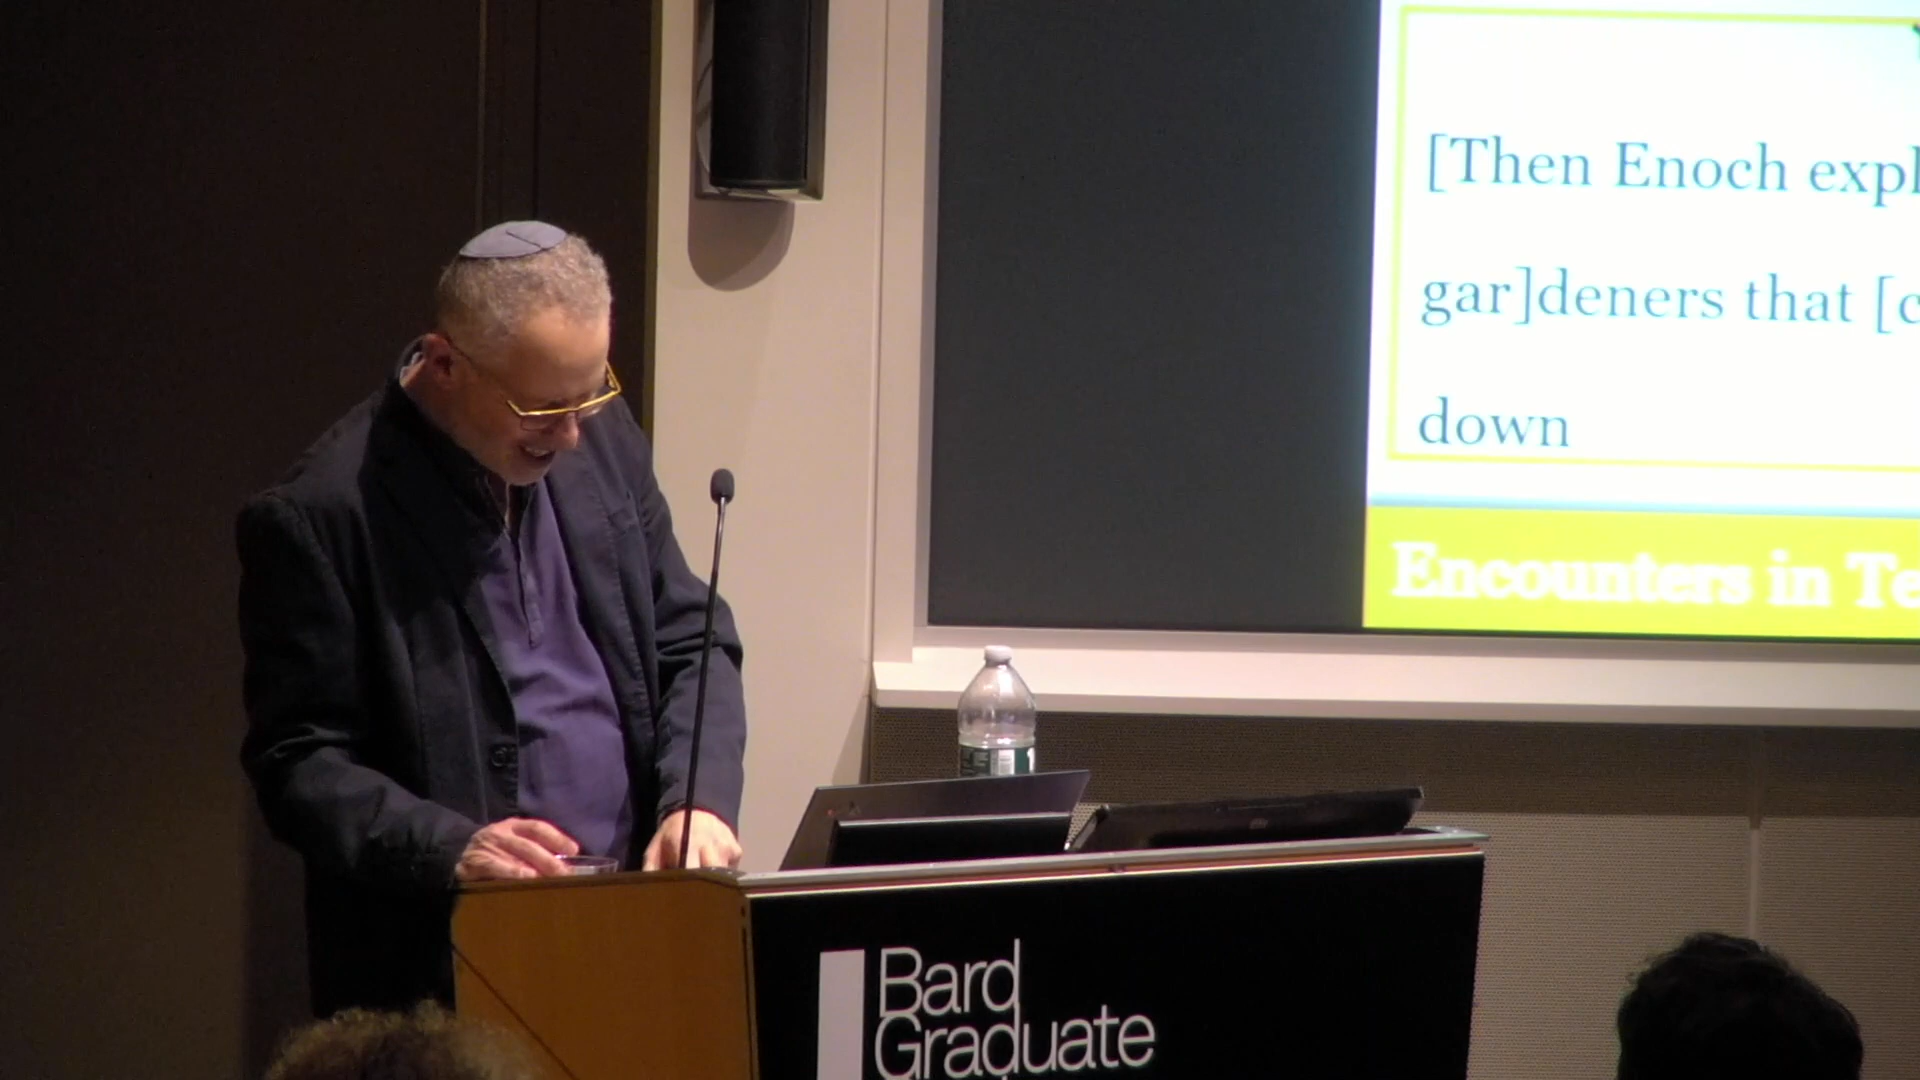 [Then Enoch expl
gar]deners that [c
down
Encounters in Te
Bard
Graduate